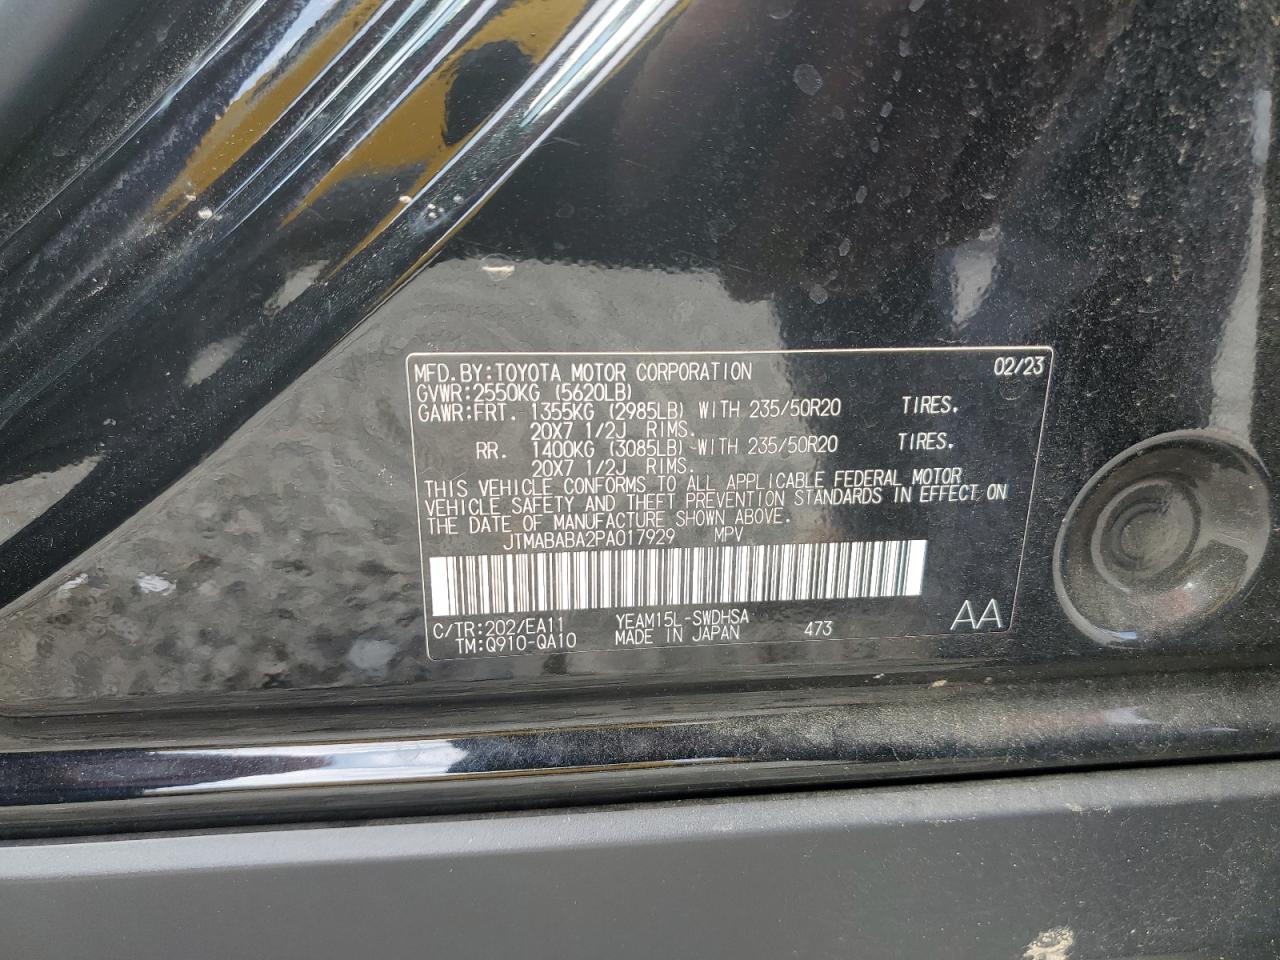 MFD.BY:TOYOTA MOTOR CORPORATION 02/23
GVWR:2550KG (5620LB)
GAWR:FRT. 1355KG (2985LB) WITH 235/50R20 TIRES.
20X7 1/2J RIMS.
RR. 1400KG (3085LB) WITH 235/50R20 TIRES.
20X7 1/2J RIMS.
THIS VEHICLE CONFORMS TO ALL APPLICABLE FEDERAL MOTOR
VEHICLE SAFETY AND THEFT PREVENTION STANDARDS IN EFFECT ON
THE DATE OF MANUFACTURE SHOWN ABOVE.
JTMABABA2PA017929 MPV
C/TR:202/EA11 YEAM15L-SWDHSA AA
TM:Q910-QA10 MADE IN JAPAN 473